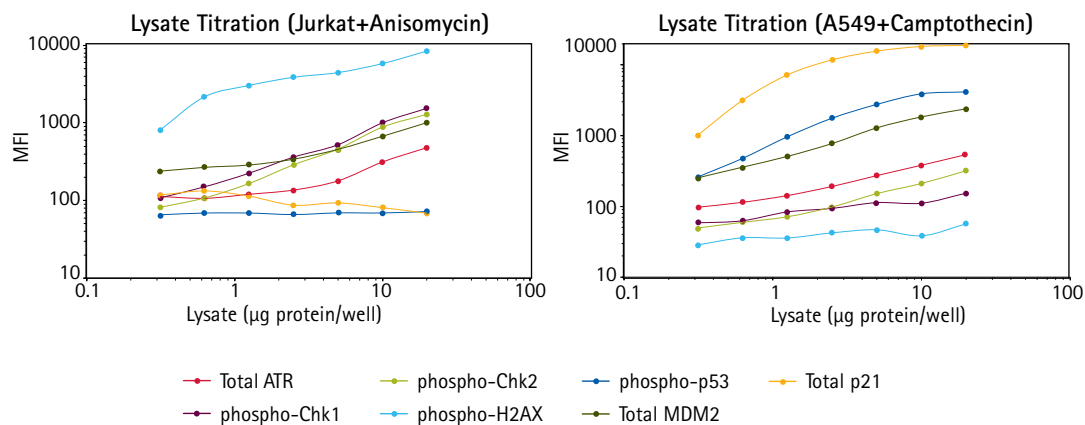 Lysate Titration (Jurkat+Anisomycin)
10000
1000
100
10
MFI
0.1
1
10
100
Lysate (μg protein/well)
Lysate Titration (A549+Camptothecin)
10000
1000
100
10
MFI
0.1
1
10
100
Lysate (μg protein/well)
Total ATR
phospho-Chk2
phospho-p53
Total p21
phospho-Chk1
phospho-H2AX
Total MDM2